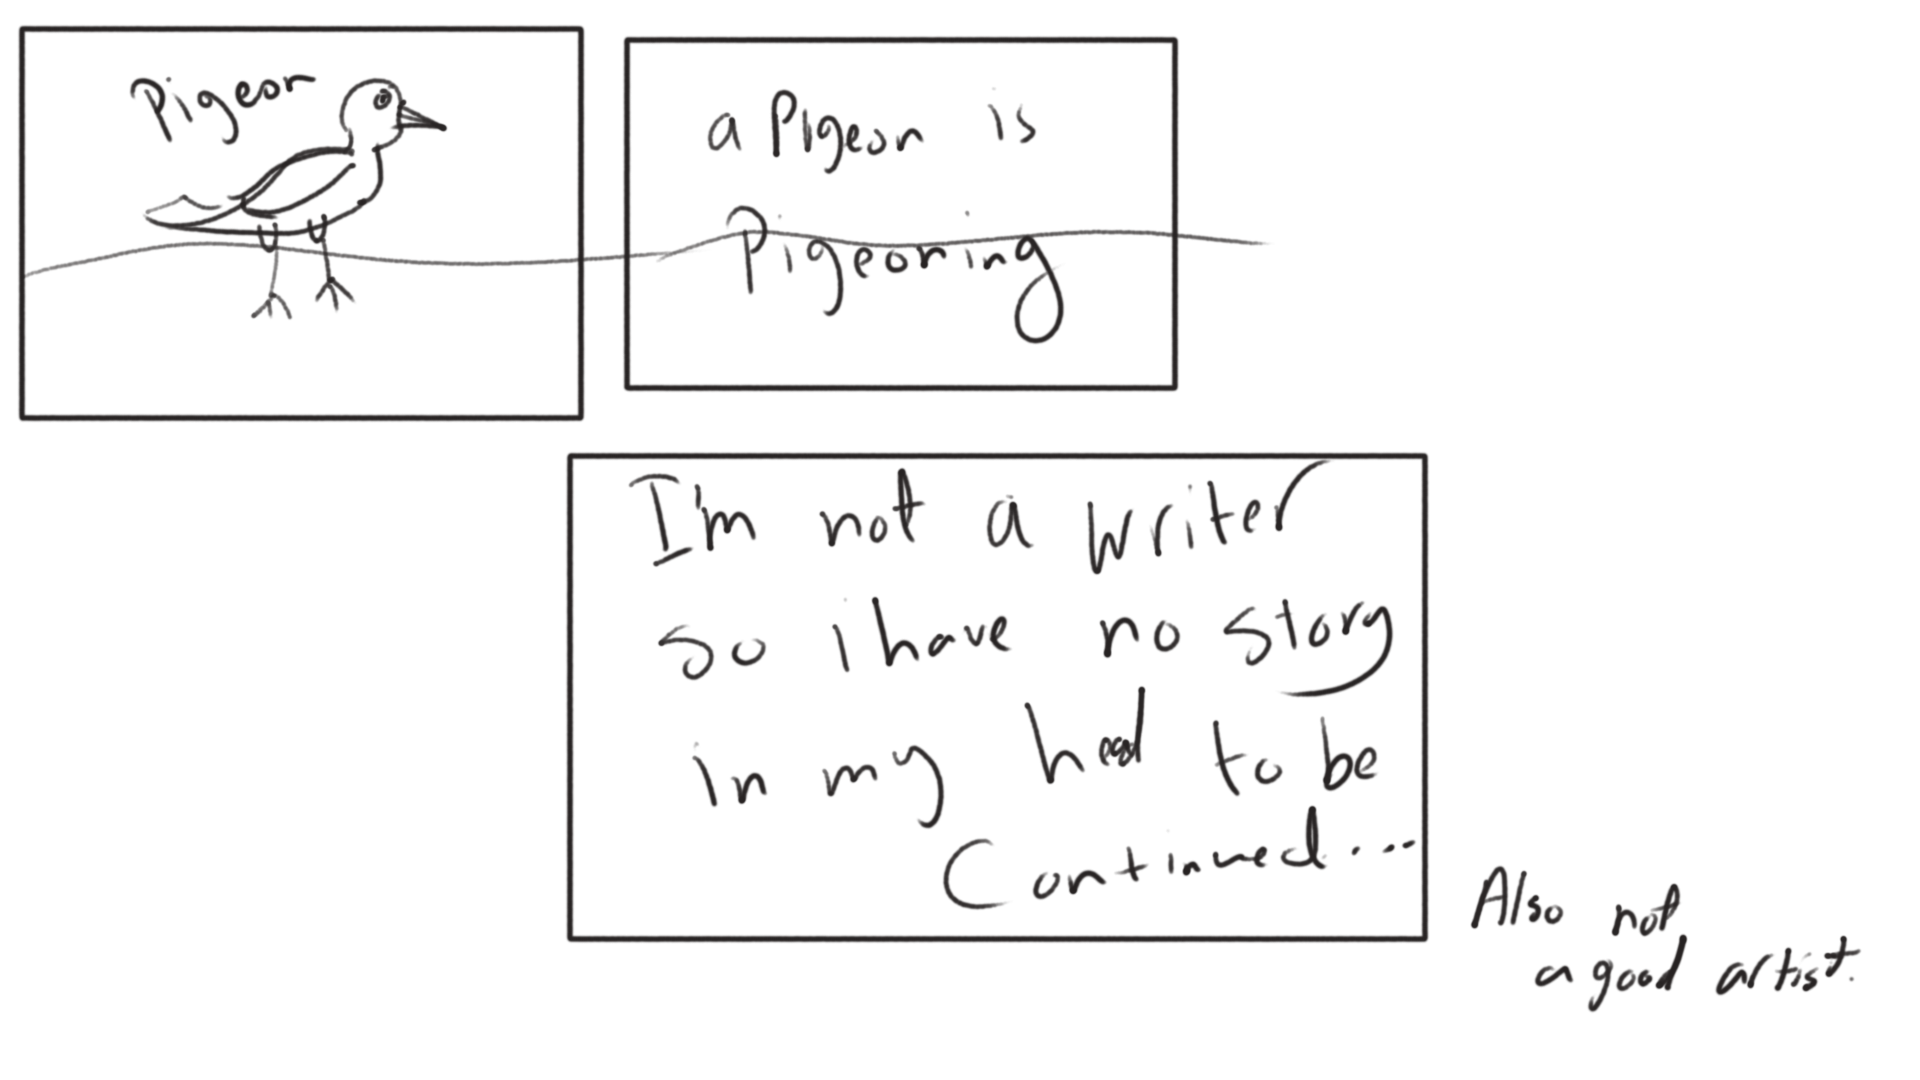 Pigeon
a Pigeon is
Pigeoning
I'm not a writer
so i have no story
in my head to be
Continued...
Also not
a good artist.